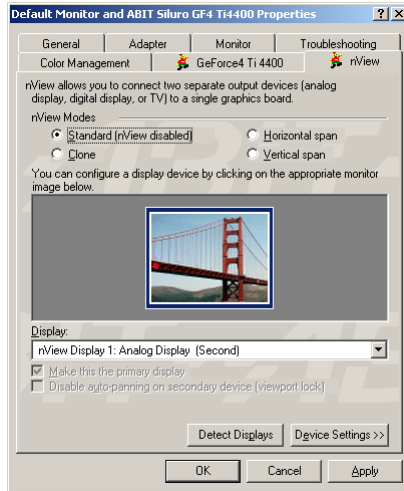 Default Monitor and ABIT Siluro GF4 Ti4400 Properties
General Adapter Monitor Troubleshooting
Color Management GeForce4 Ti 4400 nView
nView allows you to connect two separate output devices (analog
display, digital display, or TV) to a single graphics board.
nView Modes
Standard (nView disabled) Horizontal span
Clone Vertical span
You can configure a display device by clicking on the appropriate monitor
image below.
Display:
nView Display 1: Analog Display (Second)
Make this the primary display
Disable auto-panning on secondary device (viewport lock)
Detect Displays Device Settings >>
OK Cancel Apply